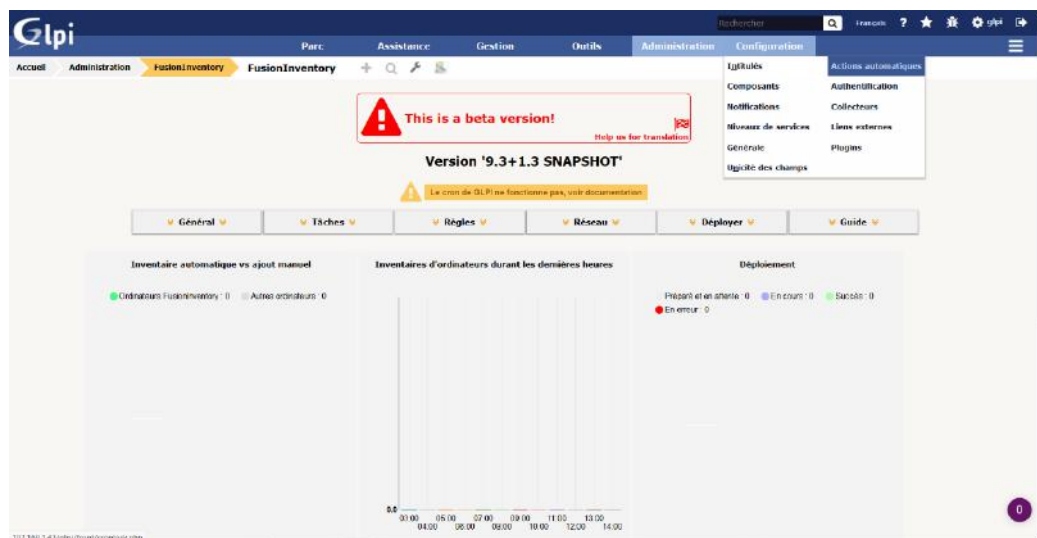 Glpi
Rechercher
Français
?
glpi
Parc
Assistance
Gestion
Outils
Administration
Configuration
Accueil
Administration
FusionInventory
FusionInventory
Intitulés
Actions automatiques
Composants
Authentification
Notifications
Collecteurs
Niveaux de services
Liens externes
Générale
Plugins
Unicité des champs
This is a beta version!
Help us for translation
Version '9.3+1.3 SNAPSHOT'
Le cron de GLPI ne fonctionne pas, voir documentation
Général
Tâches
Règles
Réseau
Déployer
Guide
Inventaire automatique vs ajout manuel
Ordinateurs FusionInventory : 0
Autres ordinateurs : 0
Inventaires d'ordinateurs durant les dernières heures
0.0
03:00 05:00 07:00 09:00 11:00 13:00
04:00 06:00 08:00 10:00 12:00 14:00
Déploiement
Préparé et en attente : 0
En cours : 0
Succès : 0
En erreur : 0
0